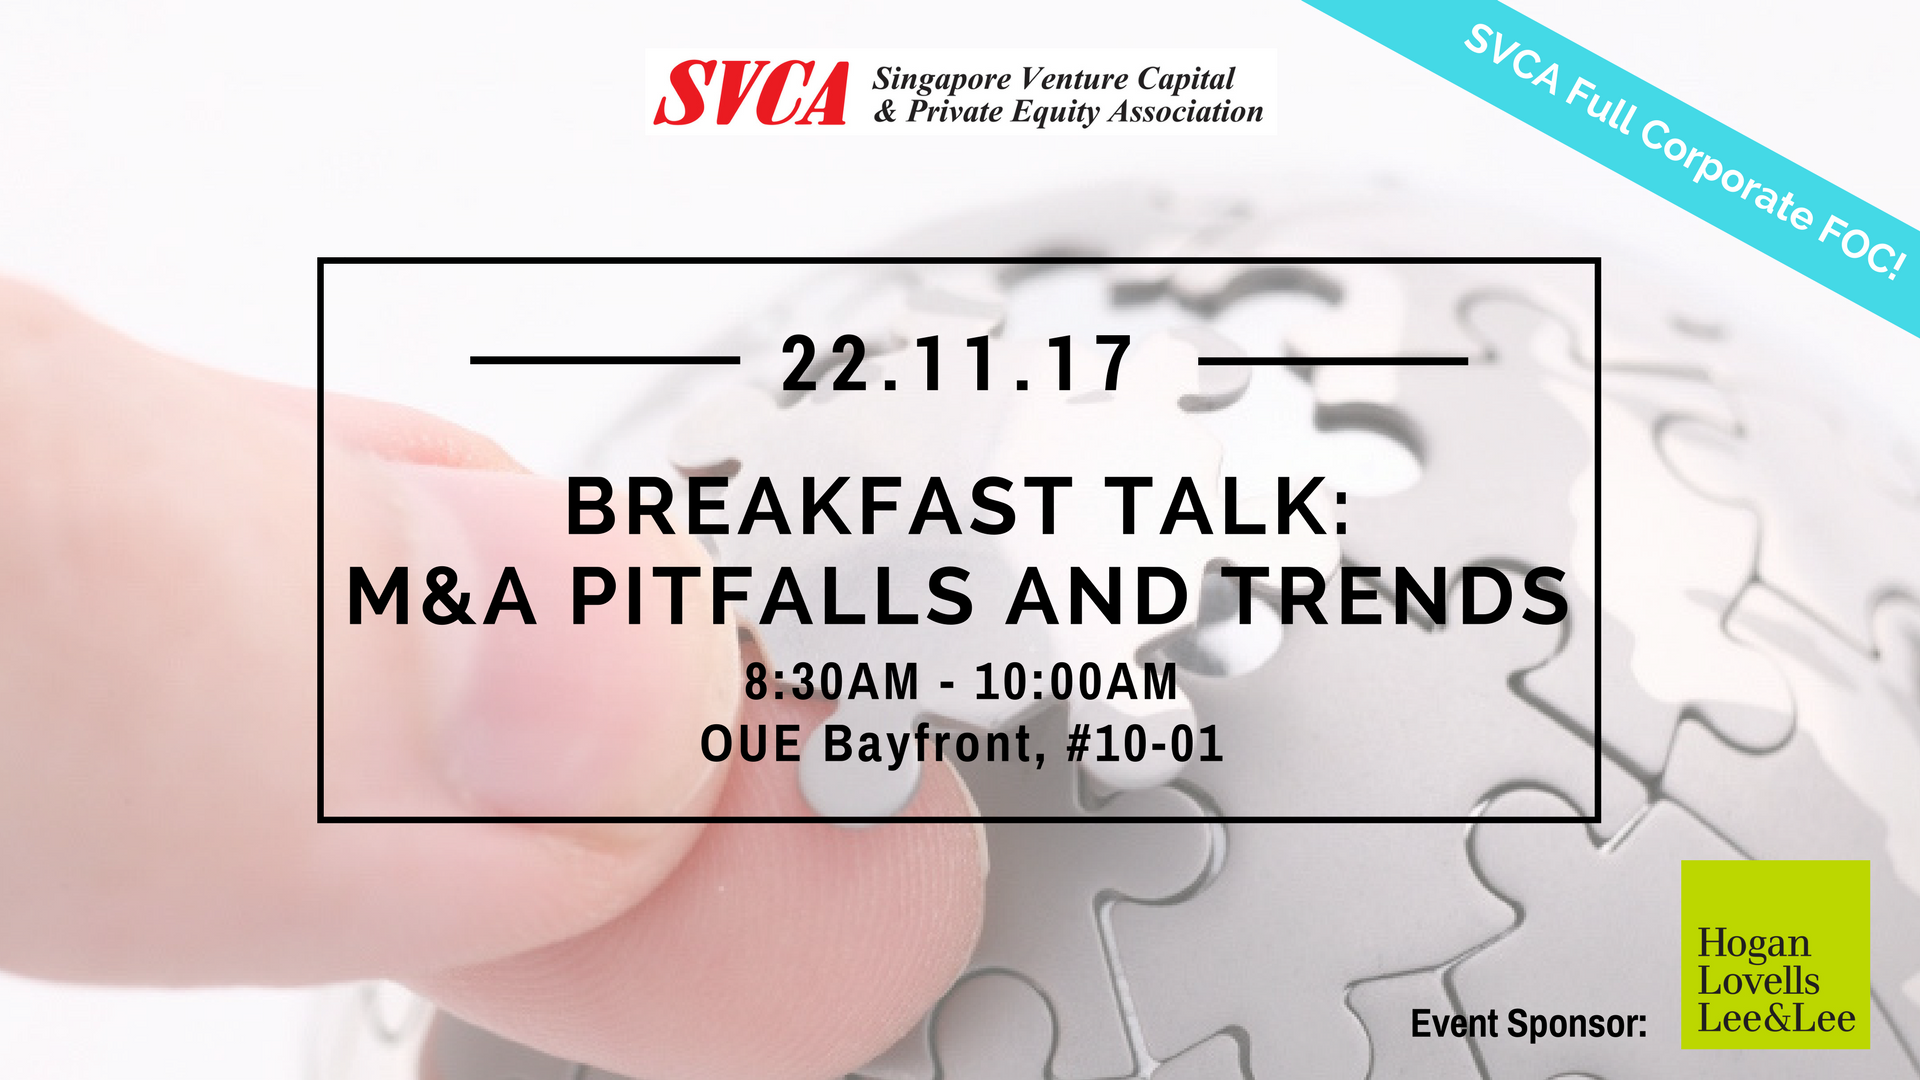 SVCA
Singapore Venture Capital
& Private Equity Association
SVCA Full Corporate FOC!
22.11.17
BREAKFAST TALK:
M&A PITFALLS AND TRENDS
8:30AM - 10:00AM
OUE Bayfront, #10-01
Event Sponsor:
Hogan
Lovells
Lee&Lee